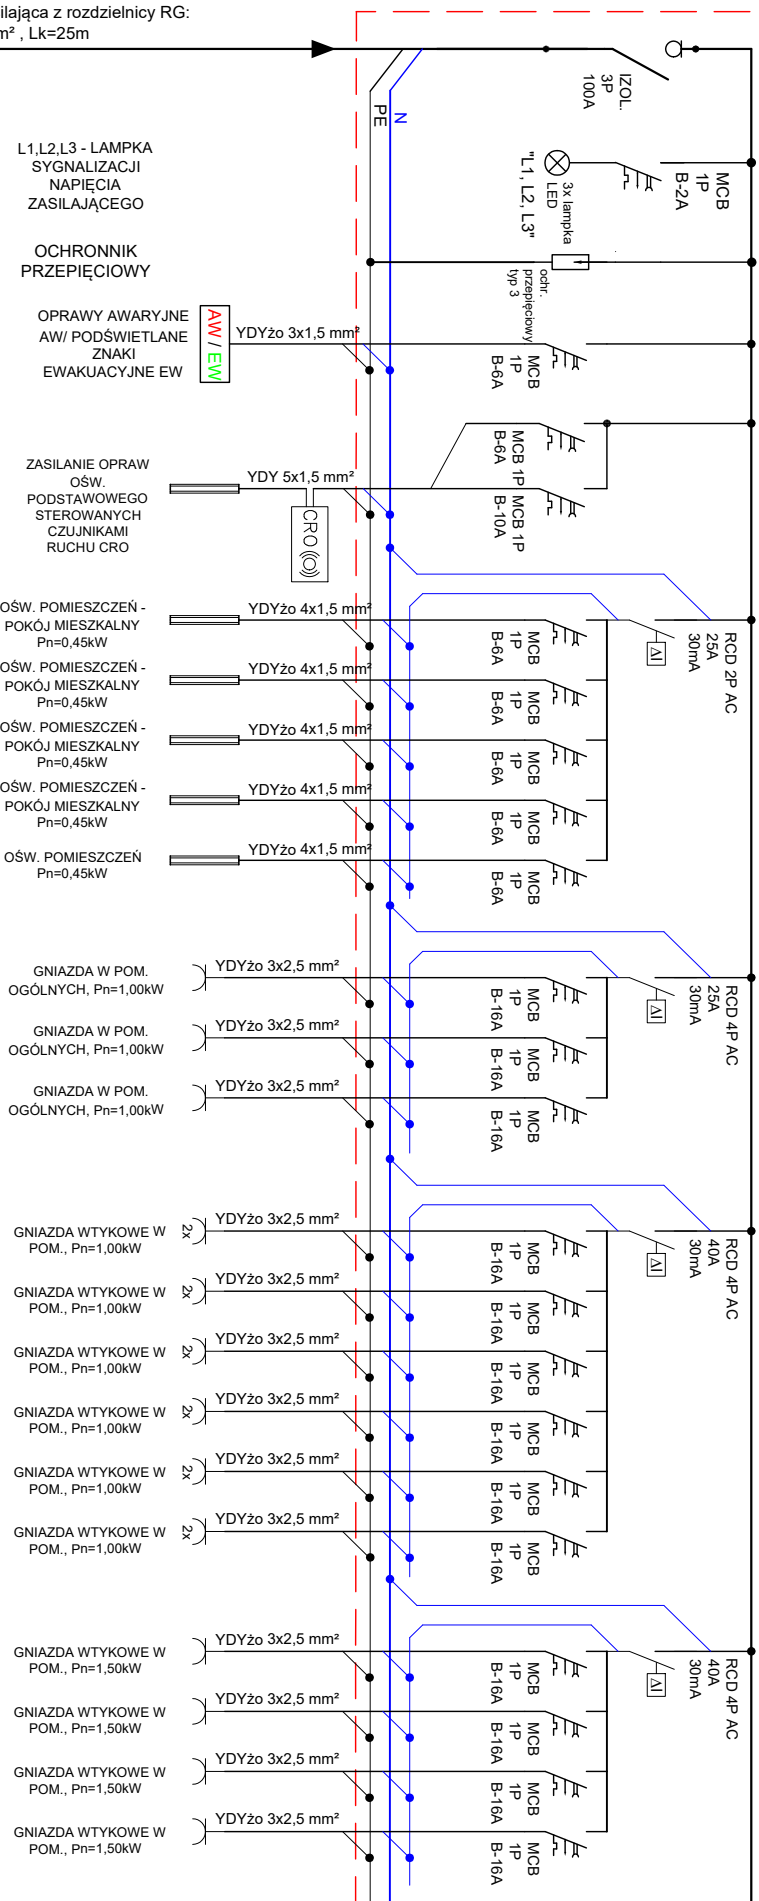 ilająca z rozdzielnicy RG:
m² , Lk=25m
IZOL.
3P
100A
PE
N
L1,L2,L3 - LAMPKA
SYGNALIZACJI
NAPIĘCIA
ZASILAJĄCEGO
3x lampka
LED
"L1, L2, L3"
MCB
1P
B-2A
OCHRONNIK
PRZEPIĘCIOWY
ochr.
przepięciowy
typ 3
OPRAWY AWARYJNE
AW/ PODŚWIETLANE
ZNAKI
EWAKUACYJNE EW
AW / EW
YDYżo 3x1,5 mm²
MCB
1P
B-6A
ZASILANIE OPRAW
OŚW.
PODSTAWOWEGO
STEROWANYCH
CZUJNIKAMI
RUCHU CRO
YDY 5x1,5 mm²
CRO
MCB 1P
B-6A
MCB 1P
B-10A
OŚW. POMIESZCZEŃ -
POKÓJ MIESZKALNY
Pn=0,45kW
YDYżo 4x1,5 mm²
MCB
1P
B-6A
ΔI
RCD 2P AC
25A
30mA
OŚW. POMIESZCZEŃ -
POKÓJ MIESZKALNY
Pn=0,45kW
YDYżo 4x1,5 mm²
MCB
1P
B-6A
OŚW. POMIESZCZEŃ -
POKÓJ MIESZKALNY
Pn=0,45kW
YDYżo 4x1,5 mm²
MCB
1P
B-6A
OŚW. POMIESZCZEŃ -
POKÓJ MIESZKALNY
Pn=0,45kW
YDYżo 4x1,5 mm²
MCB
1P
B-6A
OŚW. POMIESZCZEŃ
Pn=0,45kW
YDYżo 4x1,5 mm²
MCB
1P
B-6A
GNIAZDA W POM.
OGÓLNYCH, Pn=1,00kW
YDYżo 3x2,5 mm²
MCB
1P
B-16A
ΔI
RCD 4P AC
25A
30mA
GNIAZDA W POM.
OGÓLNYCH, Pn=1,00kW
YDYżo 3x2,5 mm²
MCB
1P
B-16A
GNIAZDA W POM.
OGÓLNYCH, Pn=1,00kW
YDYżo 3x2,5 mm²
MCB
1P
B-16A
GNIAZDA WTYKOWE W
POM., Pn=1,00kW
2x
YDYżo 3x2,5 mm²
MCB
1P
B-16A
ΔI
RCD 4P AC
40A
30mA
GNIAZDA WTYKOWE W
POM., Pn=1,00kW
2x
YDYżo 3x2,5 mm²
MCB
1P
B-16A
GNIAZDA WTYKOWE W
POM., Pn=1,00kW
2x
YDYżo 3x2,5 mm²
MCB
1P
B-16A
GNIAZDA WTYKOWE W
POM., Pn=1,00kW
2x
YDYżo 3x2,5 mm²
MCB
1P
B-16A
GNIAZDA WTYKOWE W
POM., Pn=1,00kW
2x
YDYżo 3x2,5 mm²
MCB
1P
B-16A
GNIAZDA WTYKOWE W
POM., Pn=1,00kW
2x
YDYżo 3x2,5 mm²
MCB
1P
B-16A
GNIAZDA WTYKOWE W
POM., Pn=1,50kW
YDYżo 3x2,5 mm²
MCB
1P
B-16A
ΔI
RCD 4P AC
40A
30mA
GNIAZDA WTYKOWE W
POM., Pn=1,50kW
YDYżo 3x2,5 mm²
MCB
1P
B-16A
GNIAZDA WTYKOWE W
POM., Pn=1,50kW
YDYżo 3x2,5 mm²
MCB
1P
B-16A
GNIAZDA WTYKOWE W
POM., Pn=1,50kW
YDYżo 3x2,5 mm²
MCB
1P
B-16A